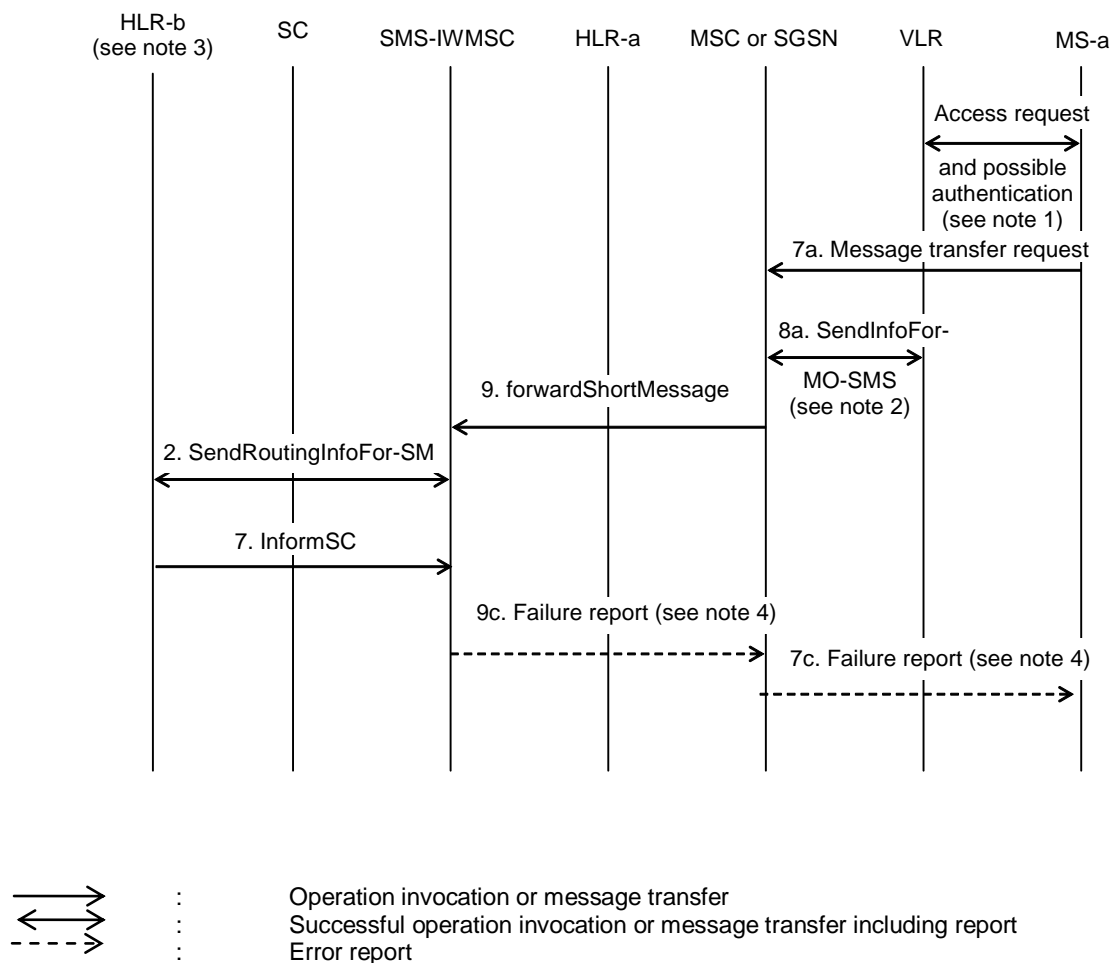 HLR-b
(see note 3)
SC
SMS-IWMSC
HLR-a
MSC or SGSN
VLR
MS-a
Access request
and possible
authentication
(see note 1)
7a. Message transfer request
8a. SendInfoFor-
MO-SMS
(see note 2)
9. forwardShortMessage
2. SendRoutingInfoFor-SM
7. InformSC
9c. Failure report (see note 4)
7c. Failure report (see note 4)
: Operation invocation or message transfer
: Successful operation invocation or message transfer including report
: Error report